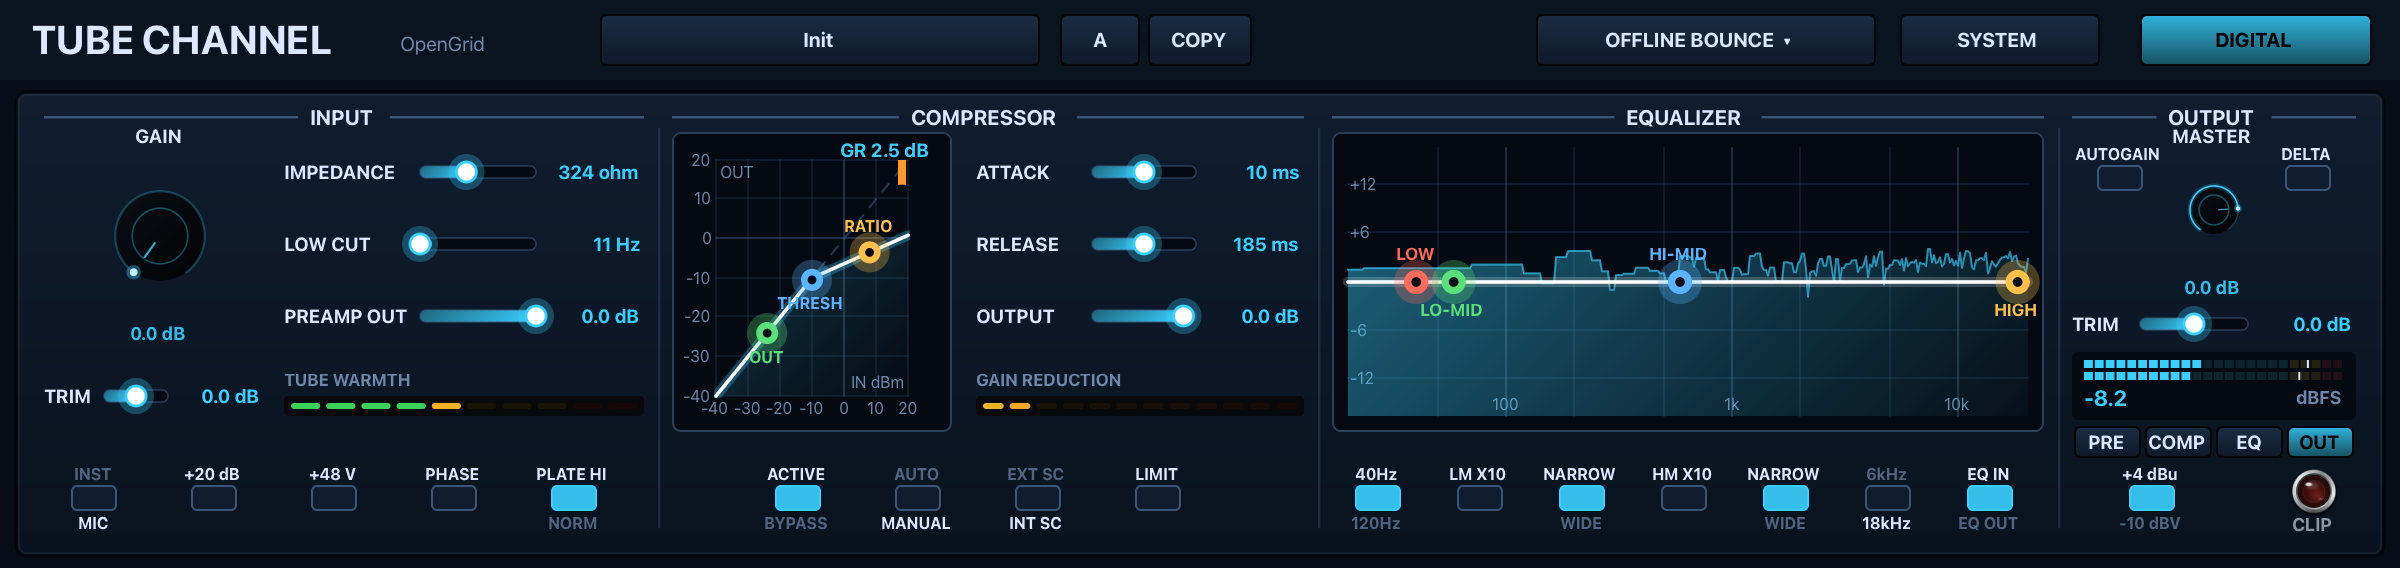 TUBE CHANNEL OpenGrid Init A COPY OFFLINE BOUNCE ▾ SYSTEM DIGITAL
INPUT
GAIN
0.0 dB
TRIM 0.0 dB
IMPEDANCE 324 ohm
LOW CUT 11 Hz
PREAMP OUT 0.0 dB
TUBE WARMTH
INST +20 dB +48 V PHASE PLATE HI
MIC NORM
COMPRESSOR
GR 2.5 dB
OUT
RATIO
THRESH
OUT
IN dBm
20
10
0
-10
-20
-30
-40
-40 -30 -20 -10 0 10 20
ATTACK 10 ms
RELEASE 185 ms
OUTPUT 0.0 dB
GAIN REDUCTION
ACTIVE AUTO EXT SC LIMIT
BYPASS MANUAL INT SC
EQUALIZER
+12
+6
-6
-12
LOW HI-MID
LO-MID HIGH
100 1k 10k
40Hz LM X10 NARROW HM X10 NARROW 6kHz EQ IN
120Hz WIDE WIDE 18kHz EQ OUT
OUTPUT
MASTER
AUTOGAIN DELTA
0.0 dB
TRIM 0.0 dB
-8.2 dBFS
PRE COMP EQ OUT
+4 dBu
-10 dBV CLIP